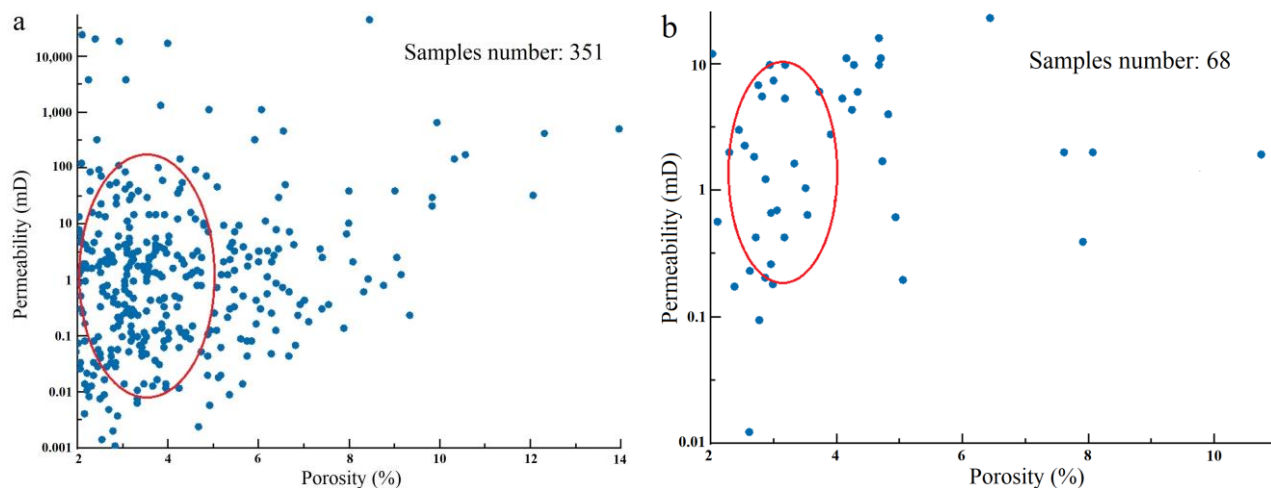 a
Samples number: 351
Permeability (mD)
10,000
1,000
100
10
1
0.1
0.01
0.001
2 4 6 8 10 12 14
Porosity (%)
b
Samples number: 68
Permeability (mD)
10
1
0.1
0.01
2 4 6 8 10
Porosity (%)